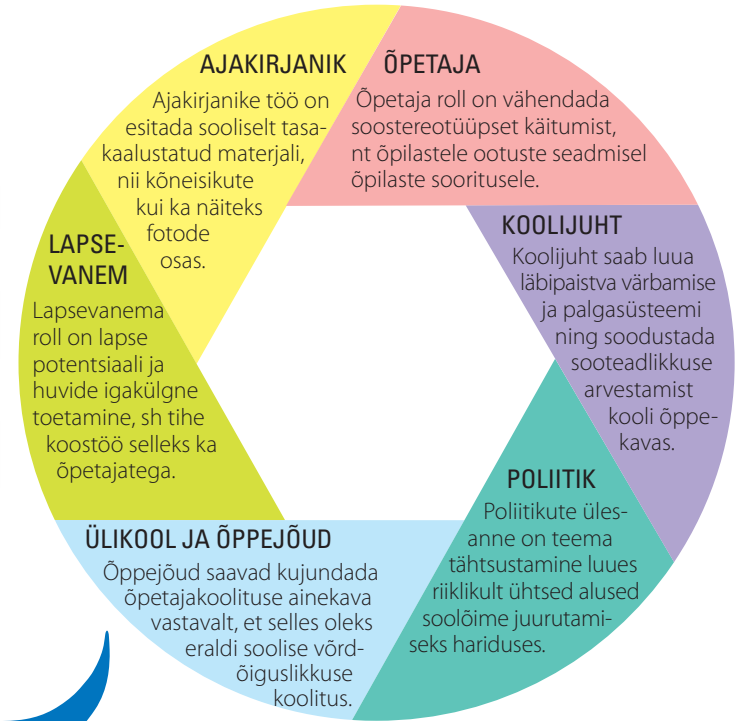 AJAKIRJANIK
Ajakirjanike töö on
esitada sooliselt tasa-
kaalustatud materjali,
nii kõneisikute
kui ka näiteks
fotode
osas.
ÕPETAJA
Õpetaja roll on vähendada
soostereotüüpset käitumist,
nt õpilastele ootuste seadmisel
õpilaste sooritusele.
KOOLIJUHT
Koolijuht saab luua
läbipaistva värbamise
ja palgasüsteemi
ning soodustada
sooteadlikkuse
arvestamist
kooli õppe-
kavas.
POLIITIK
Poliitikute üles-
anne on teema
tähtsustamine luues
riiklikult ühtsed alused
soolõime juurutami-
seks hariduses.
ÜLIKOOL JA ÕPPEJÕUD
Õppejõud saavad kujundada
õpetajakoolituse ainekava
vastavalt, et selles oleks
eraldi soolise võrd-
õiguslikkuse
koolitus.
LAPSE-
VANEM
Lapsevanema
roll on lapse
potentsiaali ja
huvide igakülgne
toetamine, sh tihe
koostöö selleks ka
õpetajatega.